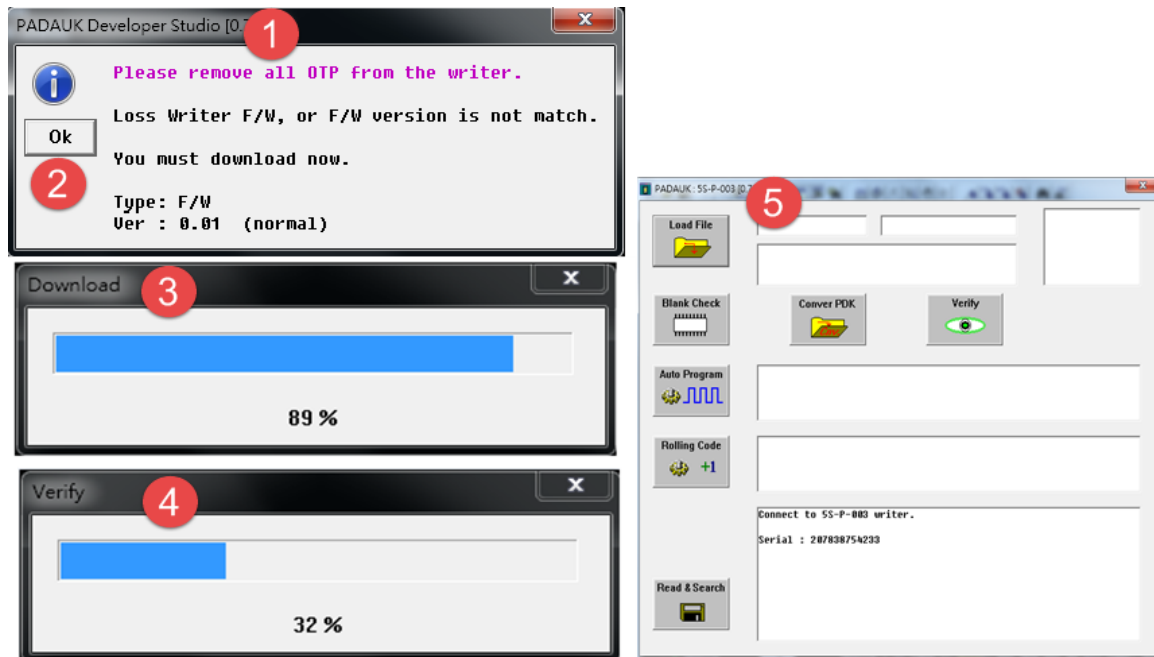 PADAUK Developer Studio [0.
1
Please remove all OTP from the writer.
Loss Writer F/W, or F/W version is not match.
Ok
You must download now.
2
Type: F/W
Ver : 0.01 (normal)
Download
3
89 %
Verify
4
32 %
PADAUK : 5S-P-003 [0.
5
Load File
Blank Check
Conver PDK
Verify
Auto Program
Rolling Code
+1
Connect to 5S-P-003 writer.
Serial : 207838754233
Read & Search